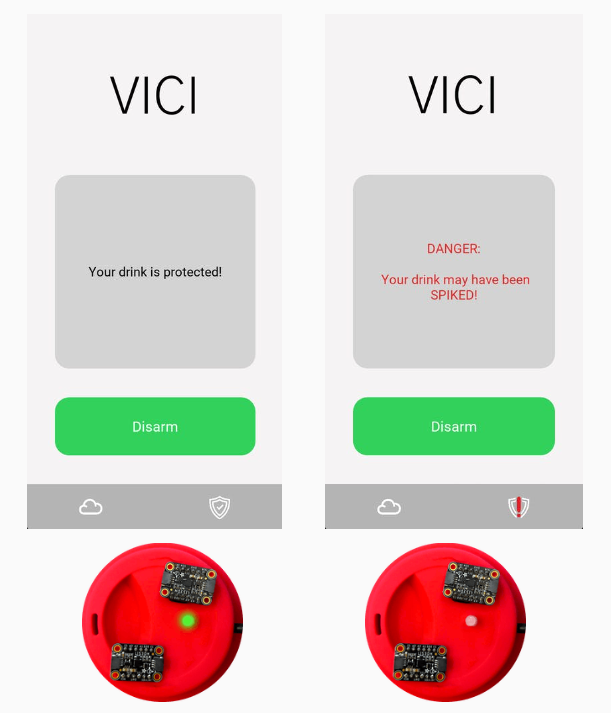 VICI
Your drink is protected!
Disarm
VICI
DANGER:
Your drink may have been
SPIKED!
Disarm